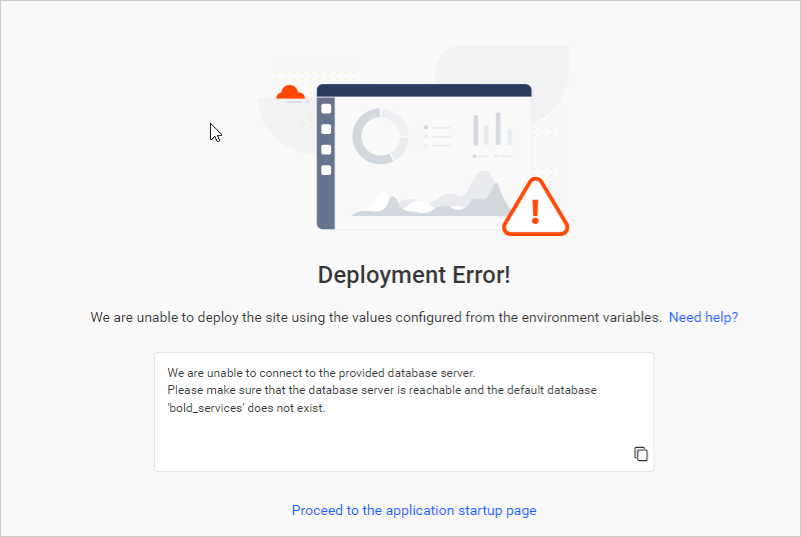 Deployment Error!
We are unable to deploy the site using the values configured from the environment variables. Need help?
We are unable to connect to the provided database server.
Please make sure that the database server is reachable and the default database
'bold_services' does not exist.
Proceed to the application startup page